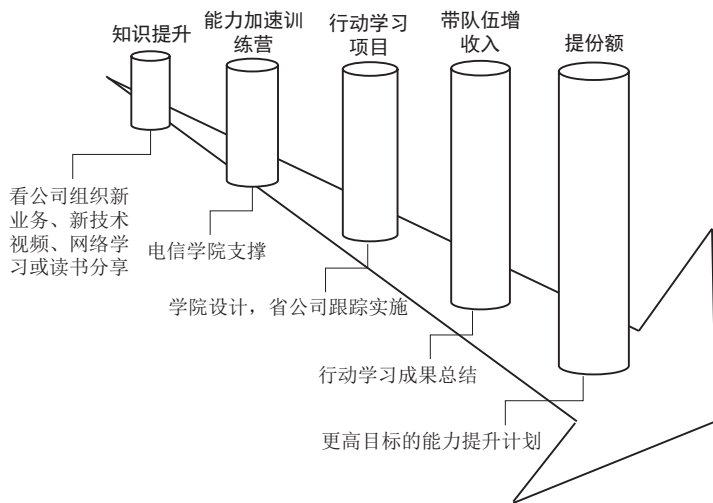 知识提升
能力加速训
练营
行动学习
项目
带队伍增
收入
提份额
看公司组织新
业务、新技术
视频、网络学
习或读书分享
电信学院支撑
学院设计，省公司跟踪实施
行动学习成果总结
更高目标的能力提升计划